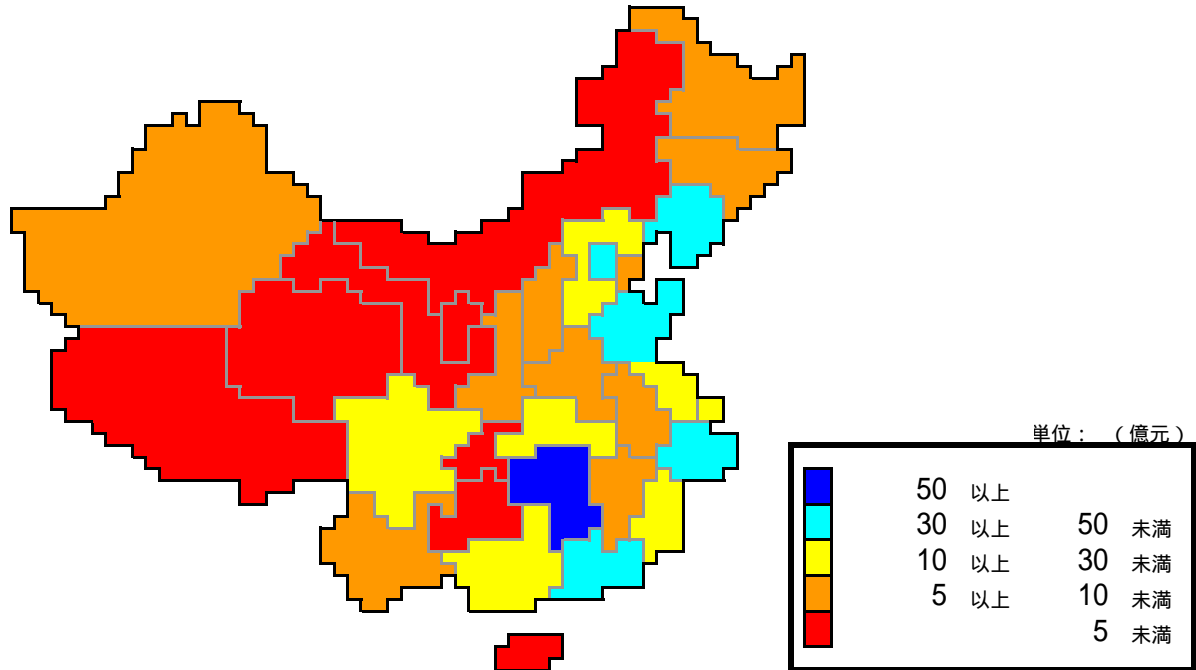 単位： （億元）
50 以上
30 以上 50 未満
10 以上 30 未満
5 以上 10 未満
5 未満